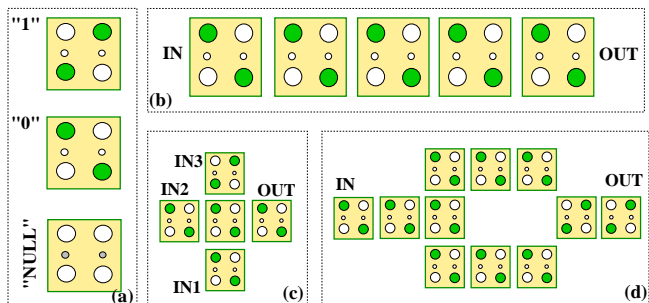 "1"
"0"
"NULL"
(a)
IN
OUT
(b)
IN3
IN2
OUT
IN1
(c)
IN
OUT
(d)